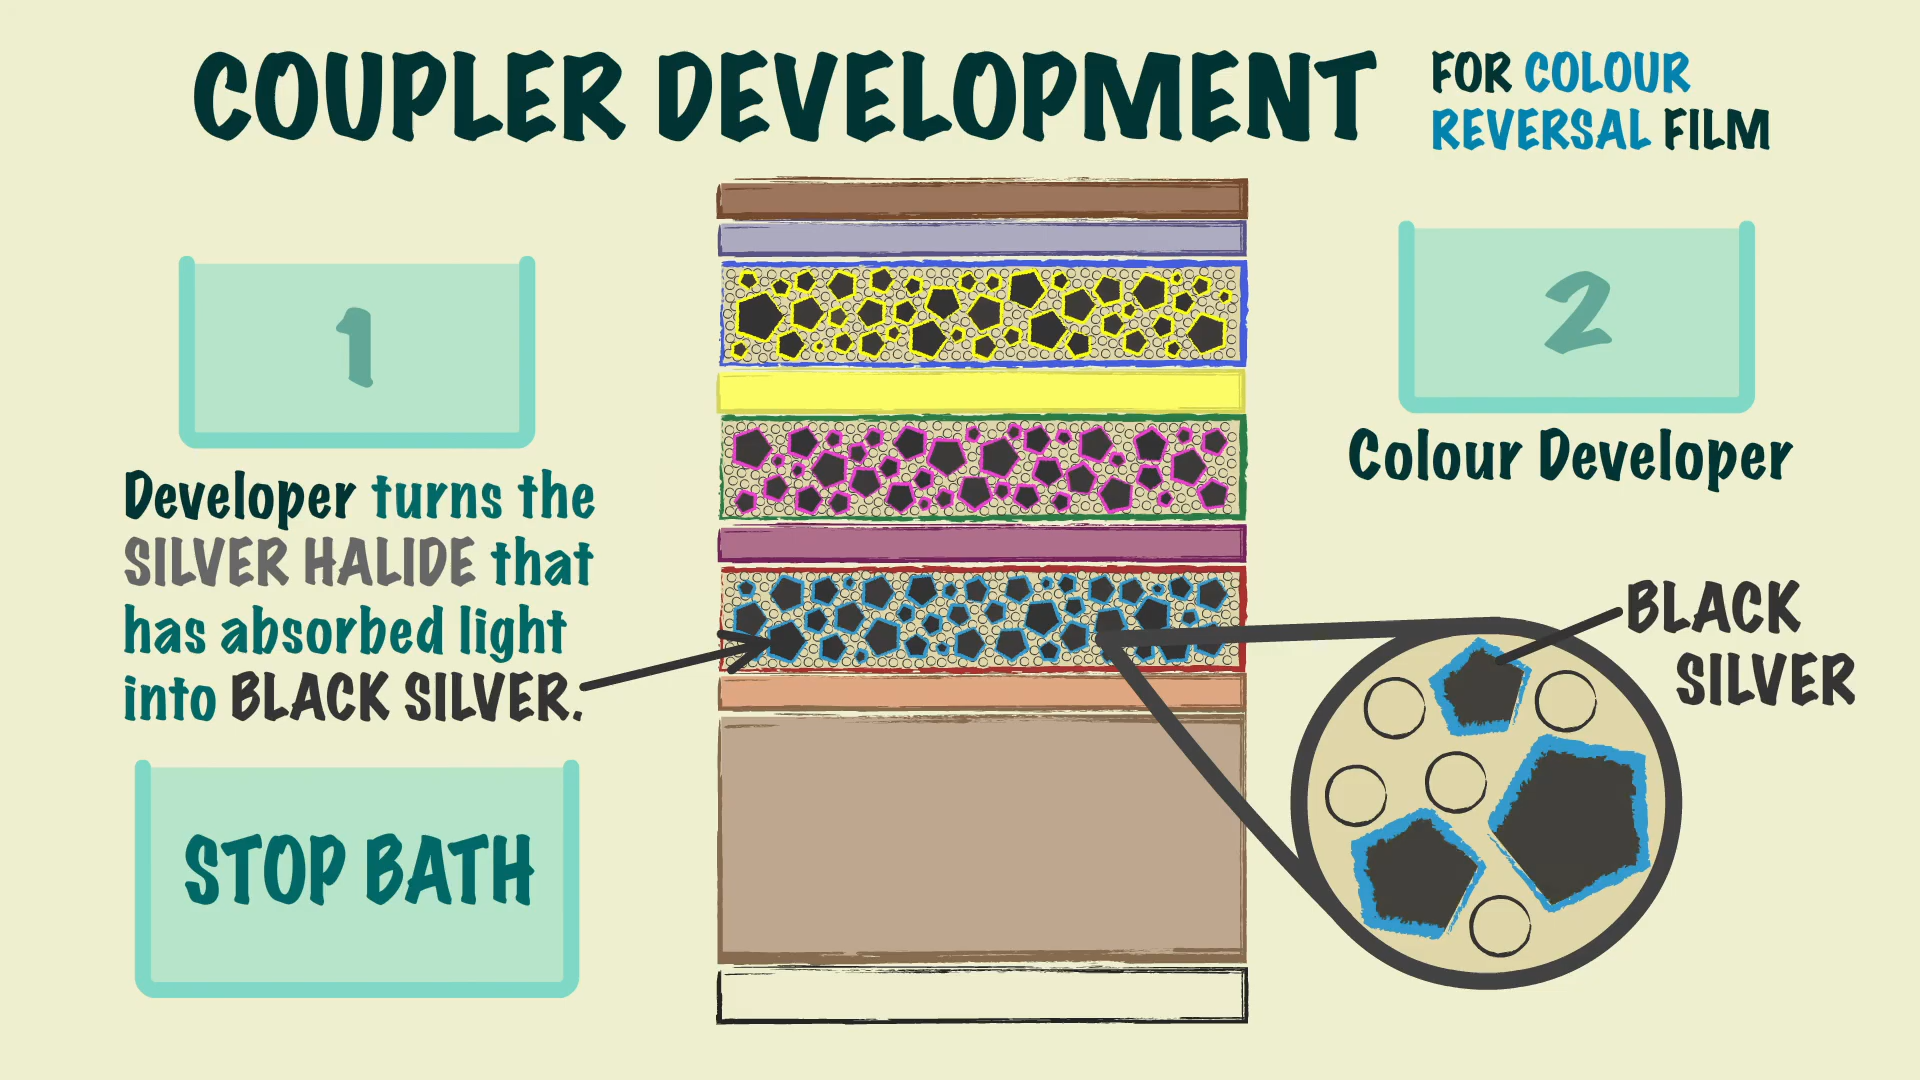 COUPLER DEVELOPMENT
FOR COLOUR
REVERSAL FILM
1
Developer turns the
SILVER HALIDE that
has absorbed light
into BLACK SILVER.
STOP BATH
2
Colour Developer
BLACK
SILVER